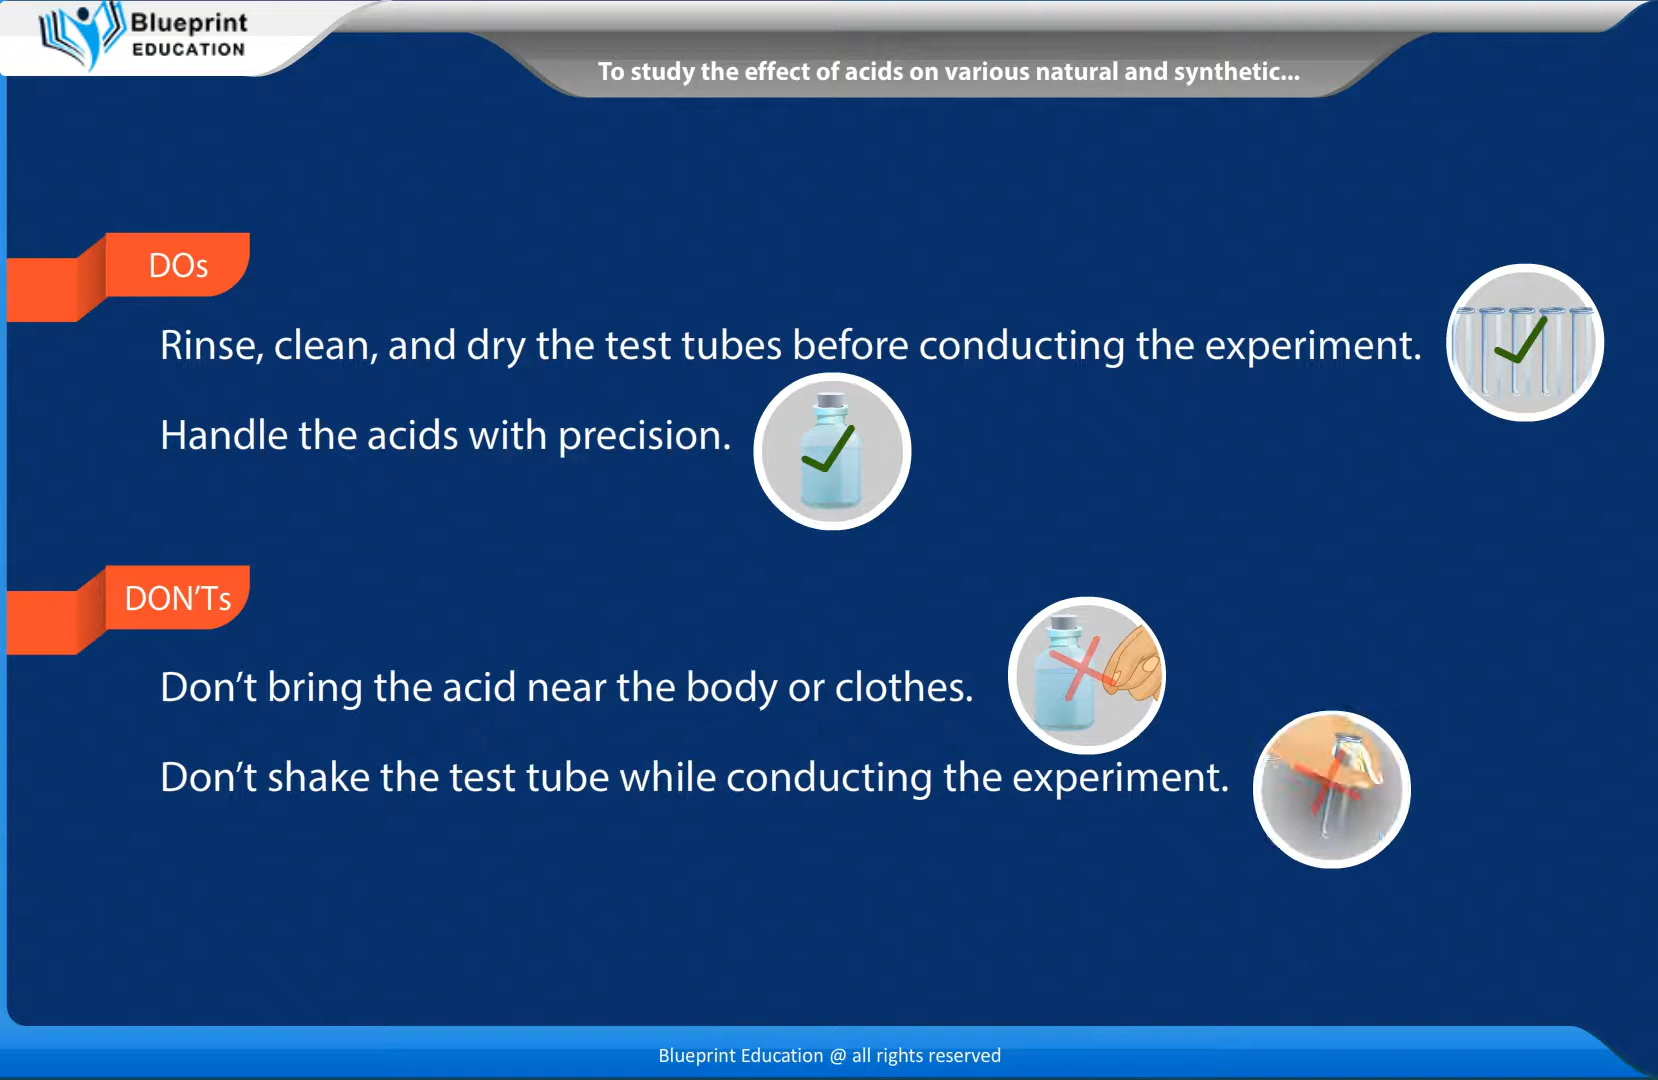 Blueprint
EDUCATION
To study the effect of acids on various natural and synthetic...
DOs
Rinse, clean, and dry the test tubes before conducting the experiment.
Handle the acids with precision.
DON’Ts
Don’t bring the acid near the body or clothes.
Don’t shake the test tube while conducting the experiment.
Blueprint Education @ all rights reserved